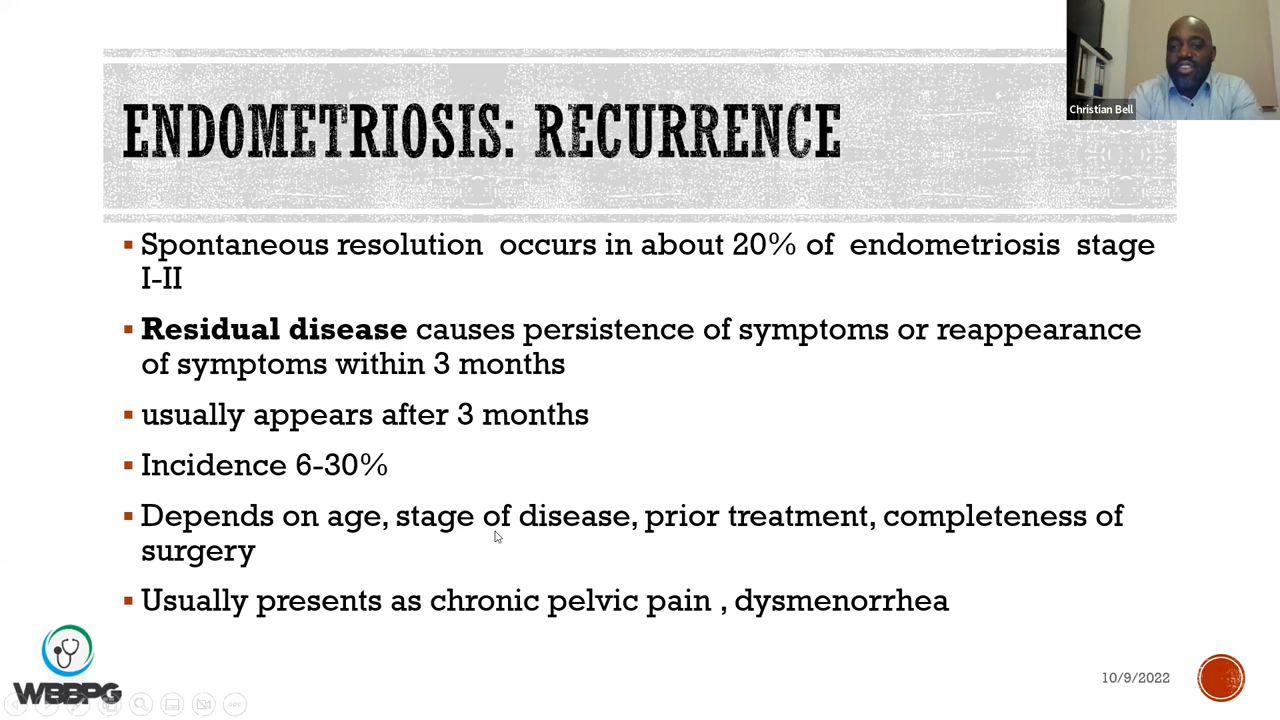 Christian Bell
ENDOMETRIOSIS: RECURRENCE
▪ Spontaneous resolution occurs in about 20% of endometriosis stage
I-II
▪ Residual disease causes persistence of symptoms or reappearance
of symptoms within 3 months
▪ usually appears after 3 months
▪ Incidence 6-30%
▪ Depends on age, stage of disease, prior treatment, completeness of
surgery
▪ Usually presents as chronic pelvic pain , dysmenorrhea
WBBPG
10/9/2022